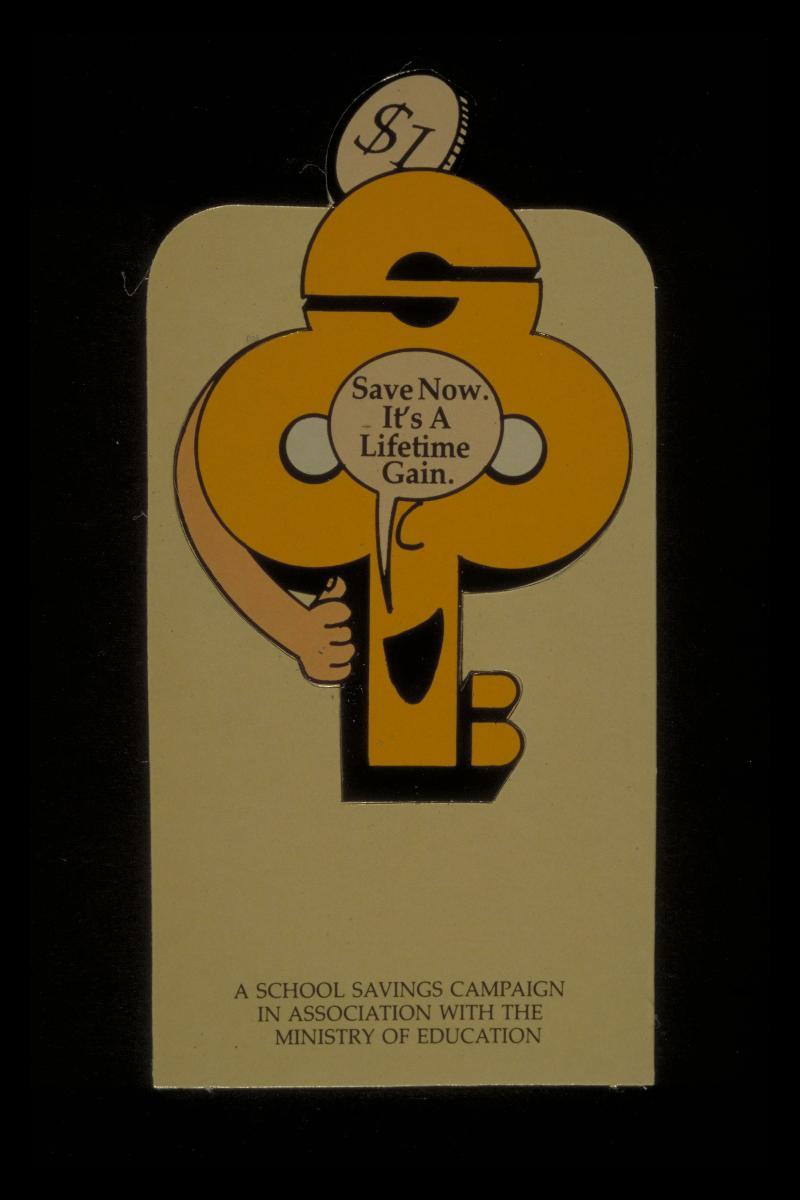 $1
Save Now.
It's A
Lifetime
Gain.
A SCHOOL SAVINGS CAMPAIGN
IN ASSOCIATION WITH THE
MINISTRY OF EDUCATION